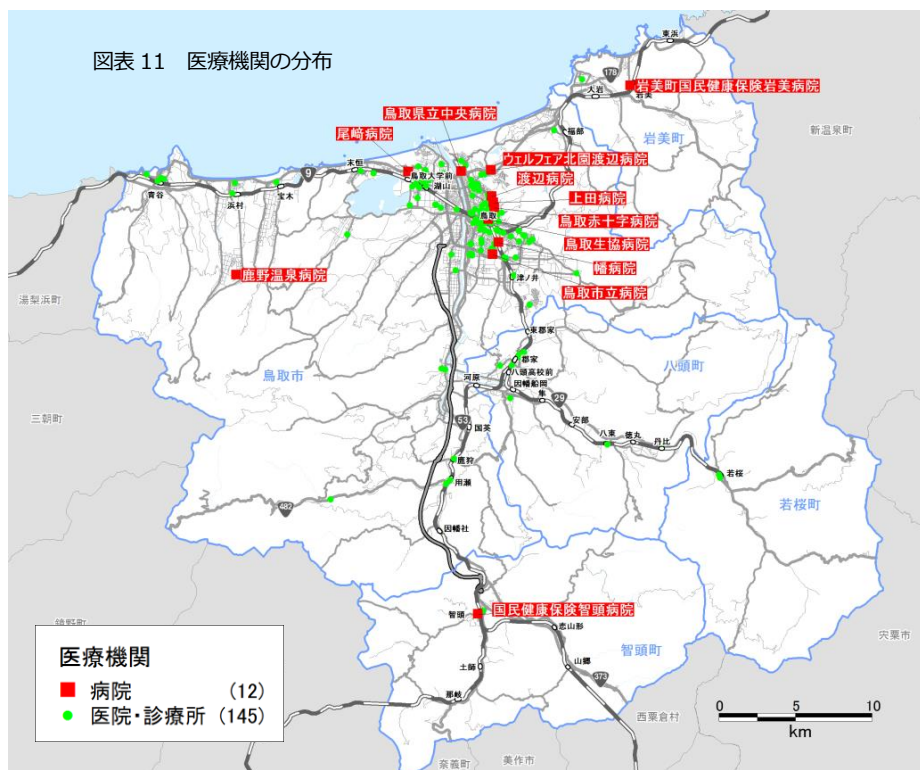 図表 11 医療機関の分布
東浜
178
大岩
岩美
岩美町国民健康保険岩美病院
新温泉町
鳥取県立中央病院
尾﨑病院
福部
岩美町
ウェルフェア北園渡辺病院
末恒
鳥取大学前
湖山
渡辺病院
9
青谷
浜村
宝木
上田病院
鳥取
鳥取赤十字病院
鳥取生協病院
幡病院
鹿野温泉病院
津ノ井
鳥取市立病院
湯梨浜町
東郡家
郡家
八頭町
鳥取市
八頭高校前
河原
因幡船岡
隼
29
三朝町
53
国英
安部
八東
徳丸
丹比
鷹狩
若桜
用瀬
482
若桜町
因幡社
智頭
国民健康保険智頭病院
志山形
鏡野町
智頭町
宍粟市
医療機関
病院 (12)
医院・診療所 (145)
土師
山郷
373
那岐
西粟倉村
0 5 10
km
奈義町
美作市